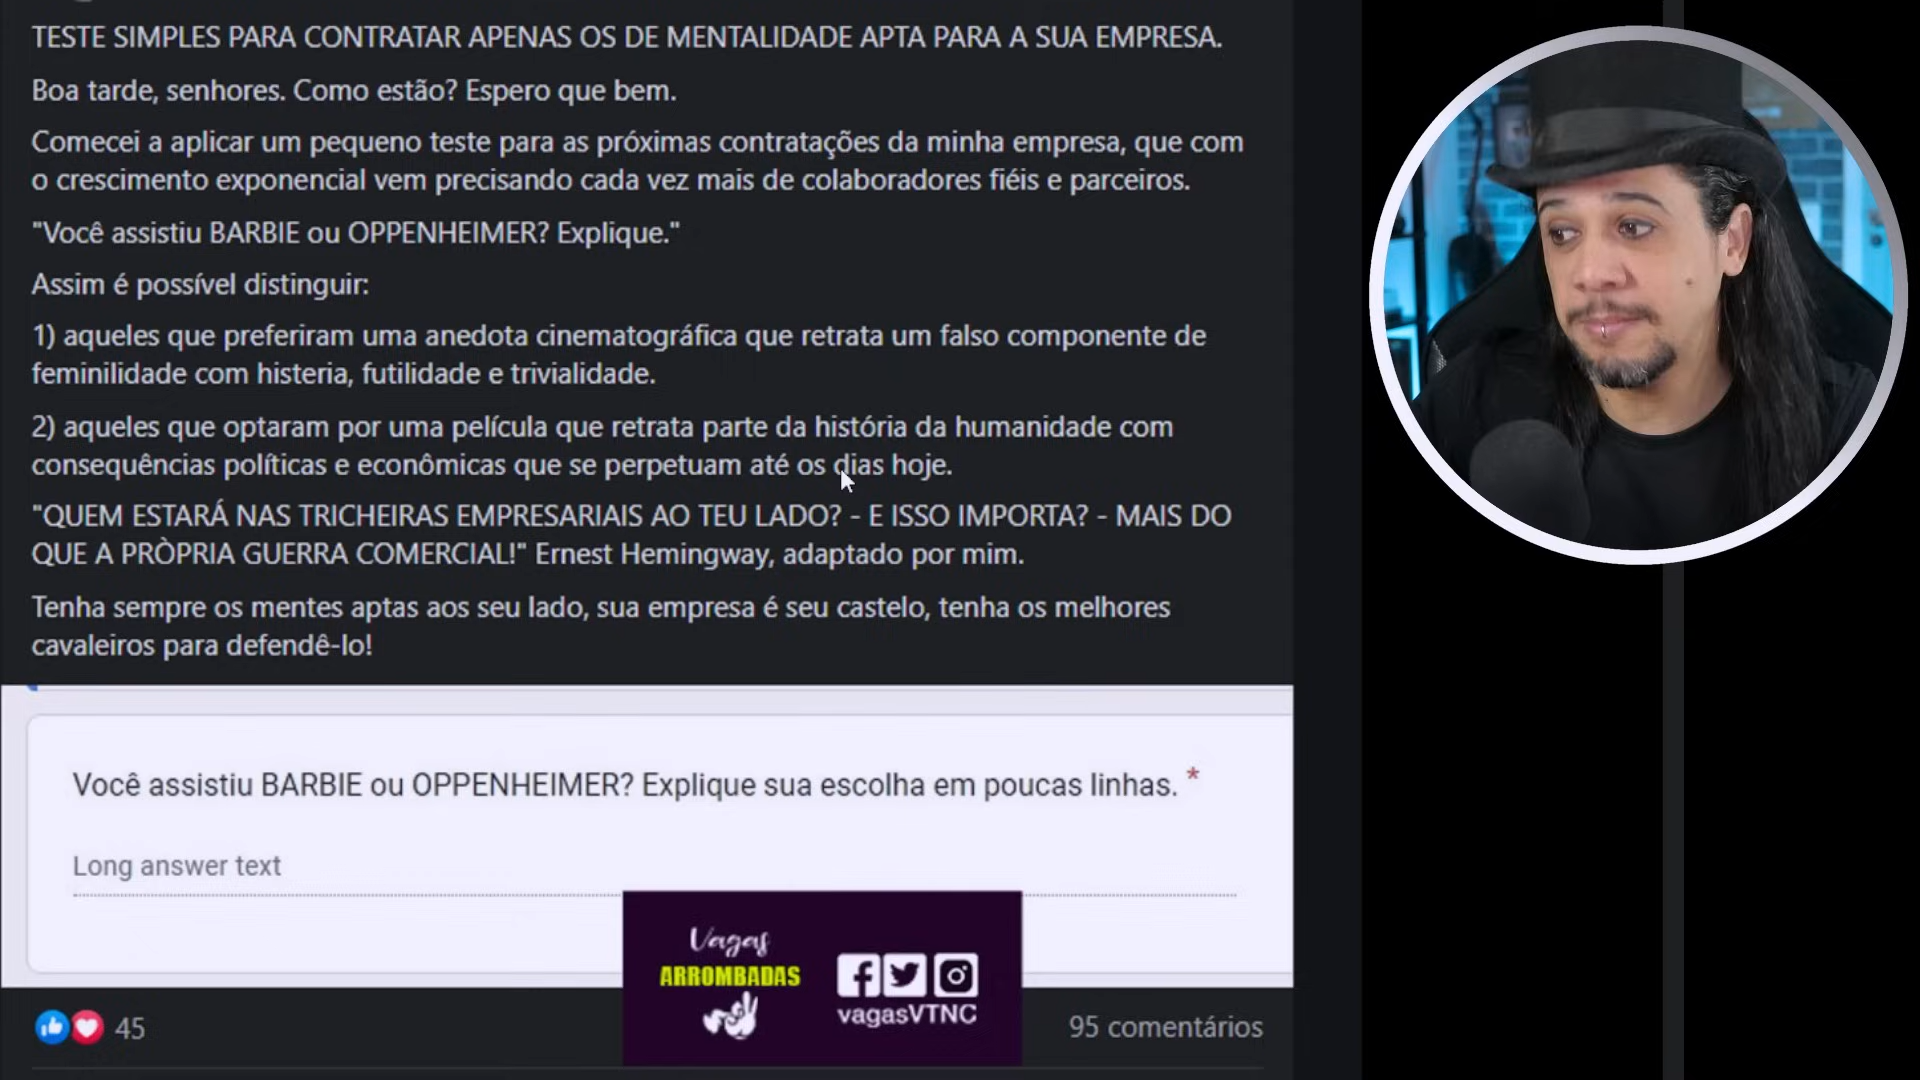 TESTE SIMPLES PARA CONTRATAR APENAS OS DE MENTALIDADE APTA PARA A SUA EMPRESA.
Boa tarde, senhores. Como estão? Espero que bem.
Comecei a aplicar um pequeno teste para as próximas contratações da minha empresa, que com
o crescimento exponencial vem precisando cada vez mais de colaboradores fiéis e parceiros.
"Você assistiu BARBIE ou OPPENHEIMER? Explique."
Assim é possível distinguir:
1) aqueles que preferiram uma anedota cinematográfica que retrata um falso componente de
feminilidade com histeria, futilidade e trivialidade.
2) aqueles que optaram por uma película que retrata parte da história da humanidade com
consequências políticas e econômicas que se perpetuam até os dias hoje.
"QUEM ESTARÁ NAS TRICHEIRAS EMPRESARIAIS AO TEU LADO? - E ISSO IMPORTA? - MAIS DO
QUE A PRÒPRIA GUERRA COMERCIAL!" Ernest Hemingway, adaptado por mim.
Tenha sempre os mentes aptas aos seu lado, sua empresa é seu castelo, tenha os melhores
cavaleiros para defendê-lo!
Você assistiu BARBIE ou OPPENHEIMER? Explique sua escolha em poucas linhas. *
Long answer text
Vagas
ARROMBADAS
vagasVTNC
45
95 comentários